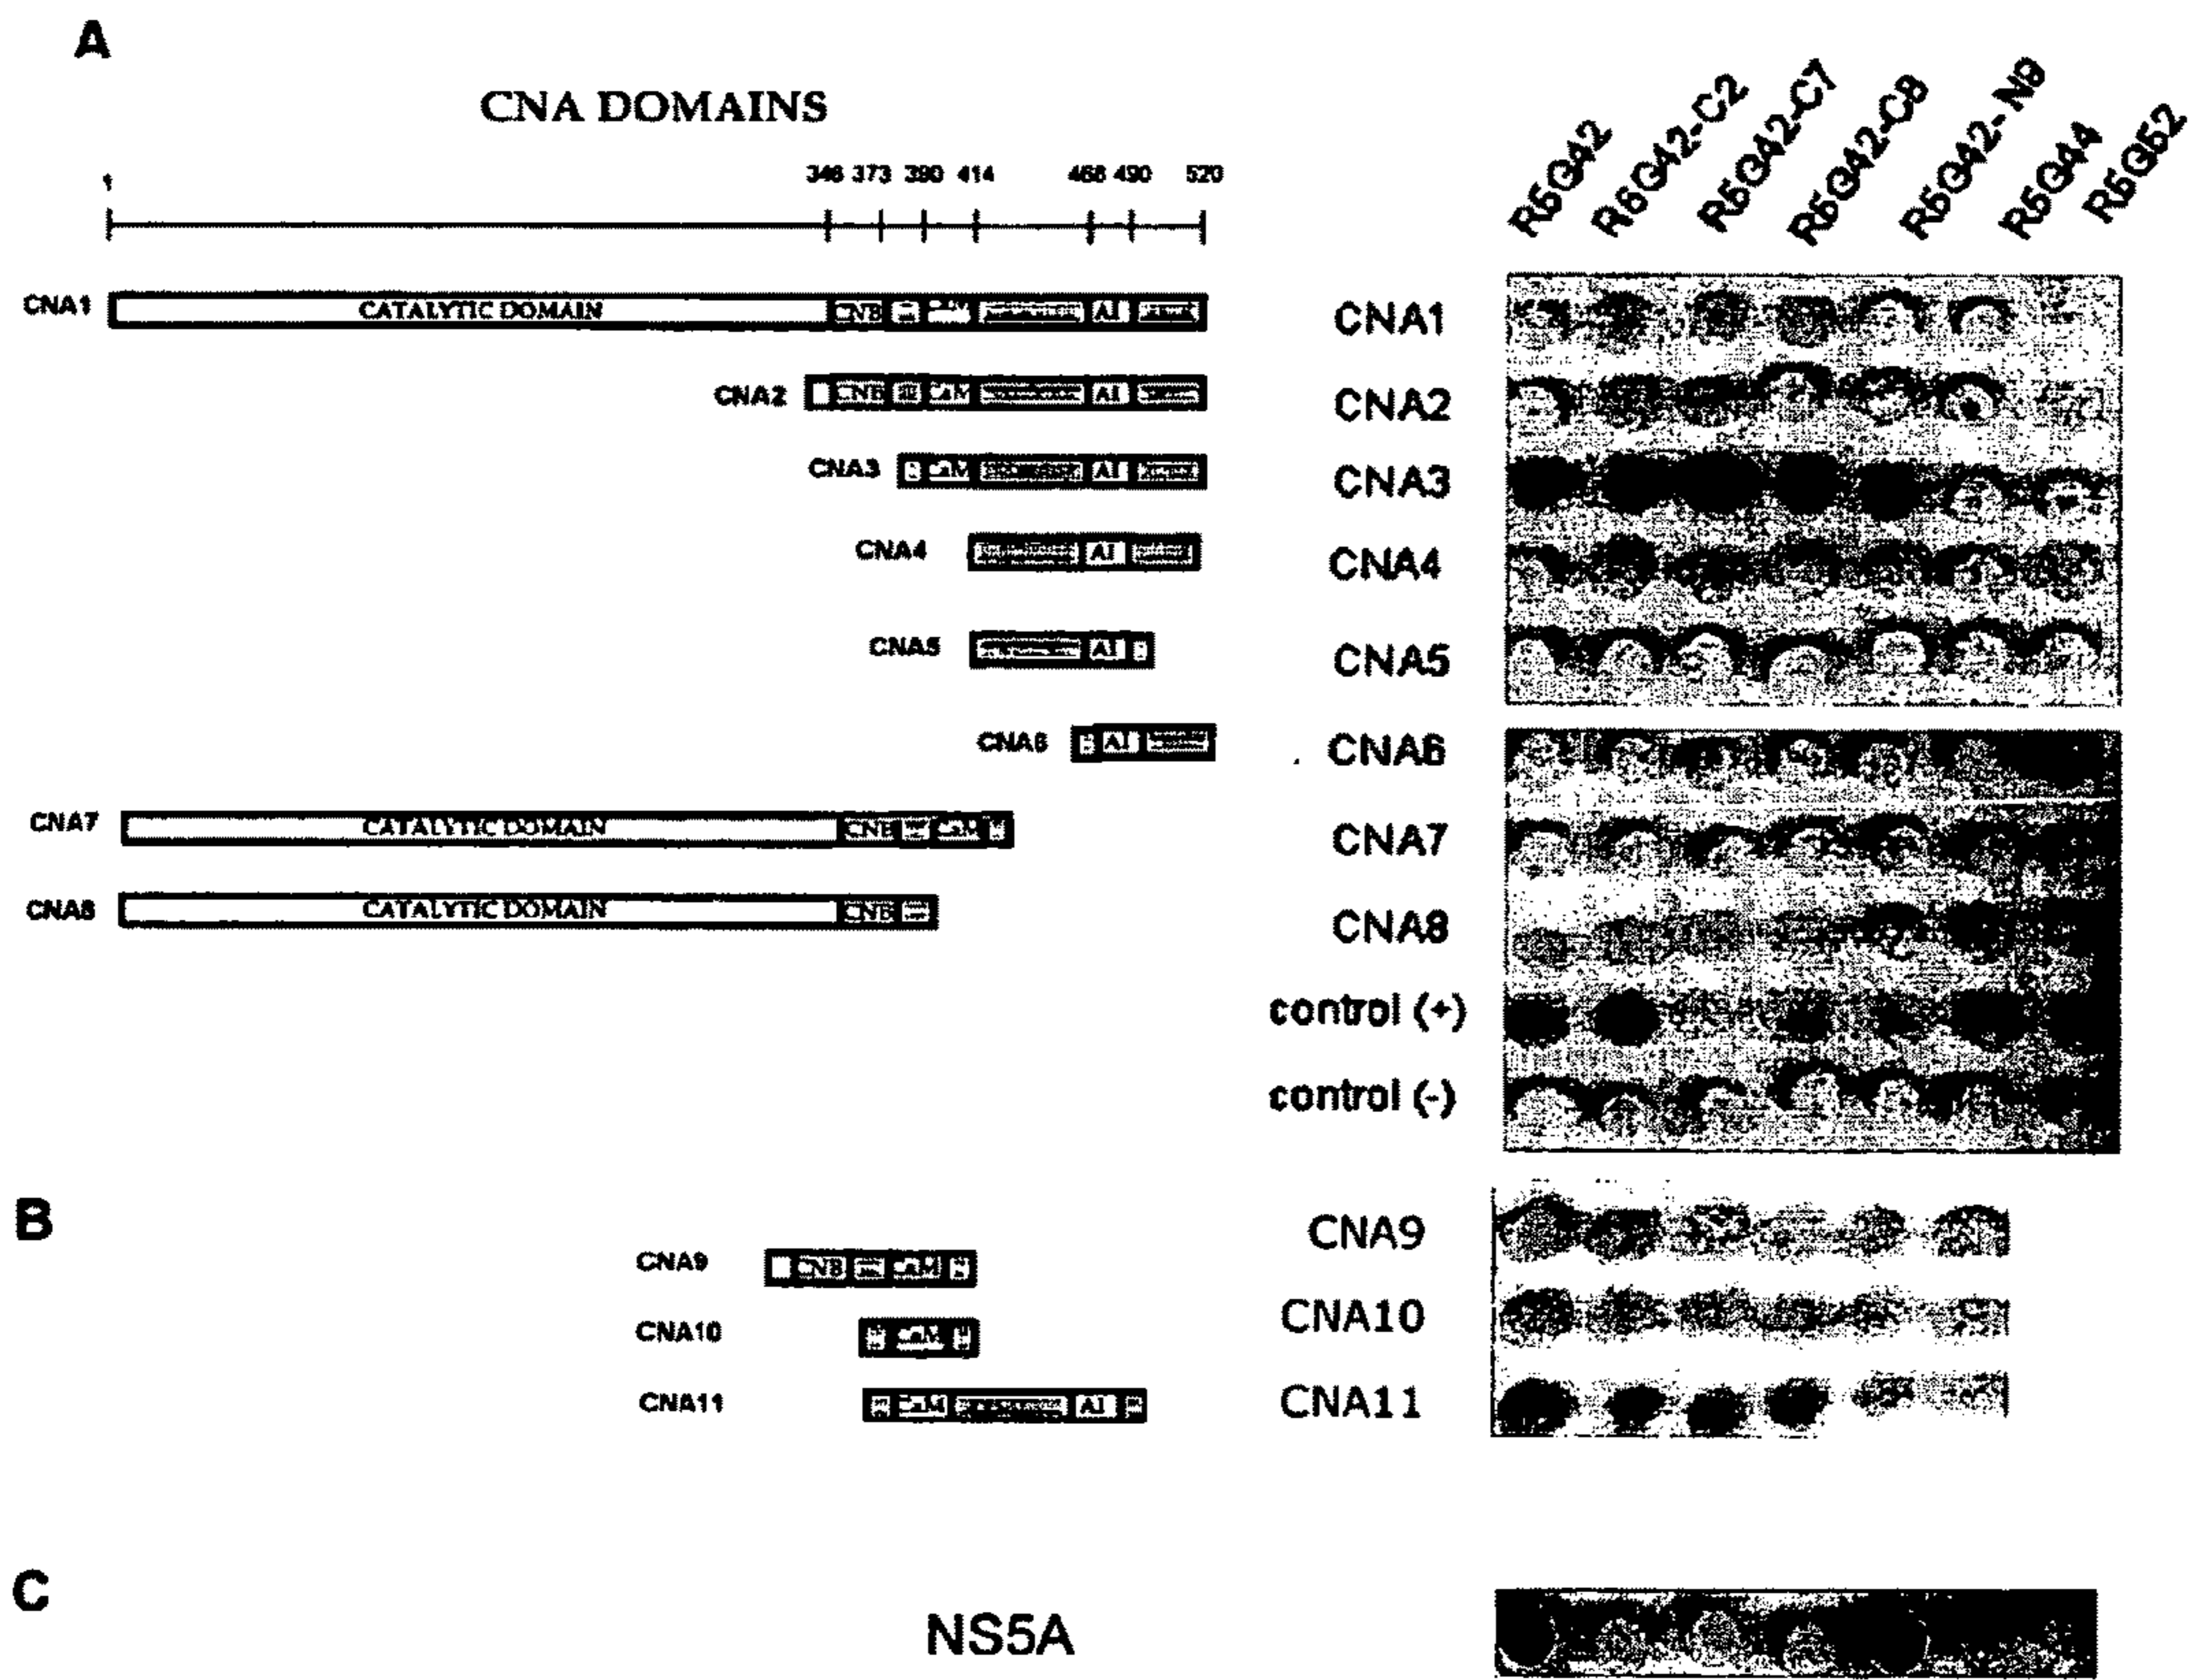 A
CNA DOMAINS
1 346 373 390 414 468 490 520
R5G42 R5G42-C2 R5G42-C7 R5G42-C8 R5G42-N9 R5G44 R5G52
CNA1 CATALYTIC DOMAIN CNB CaM AI
CNA1
CNA2 CNB CaM AI
CNA2
CNA3 CaM AI
CNA3
CNA4 AI
CNA4
CNA5 AI
CNA5
CNA6 AI
CNA6
CNA7 CATALYTIC DOMAIN CNB CaM
CNA7
CNA8 CATALYTIC DOMAIN CNB
CNA8
control (+)
control (-)
B
CNA9 CNB CaM
CNA9
CNA10 CaM
CNA10
CNA11 CaM AI
CNA11
C
NS5A